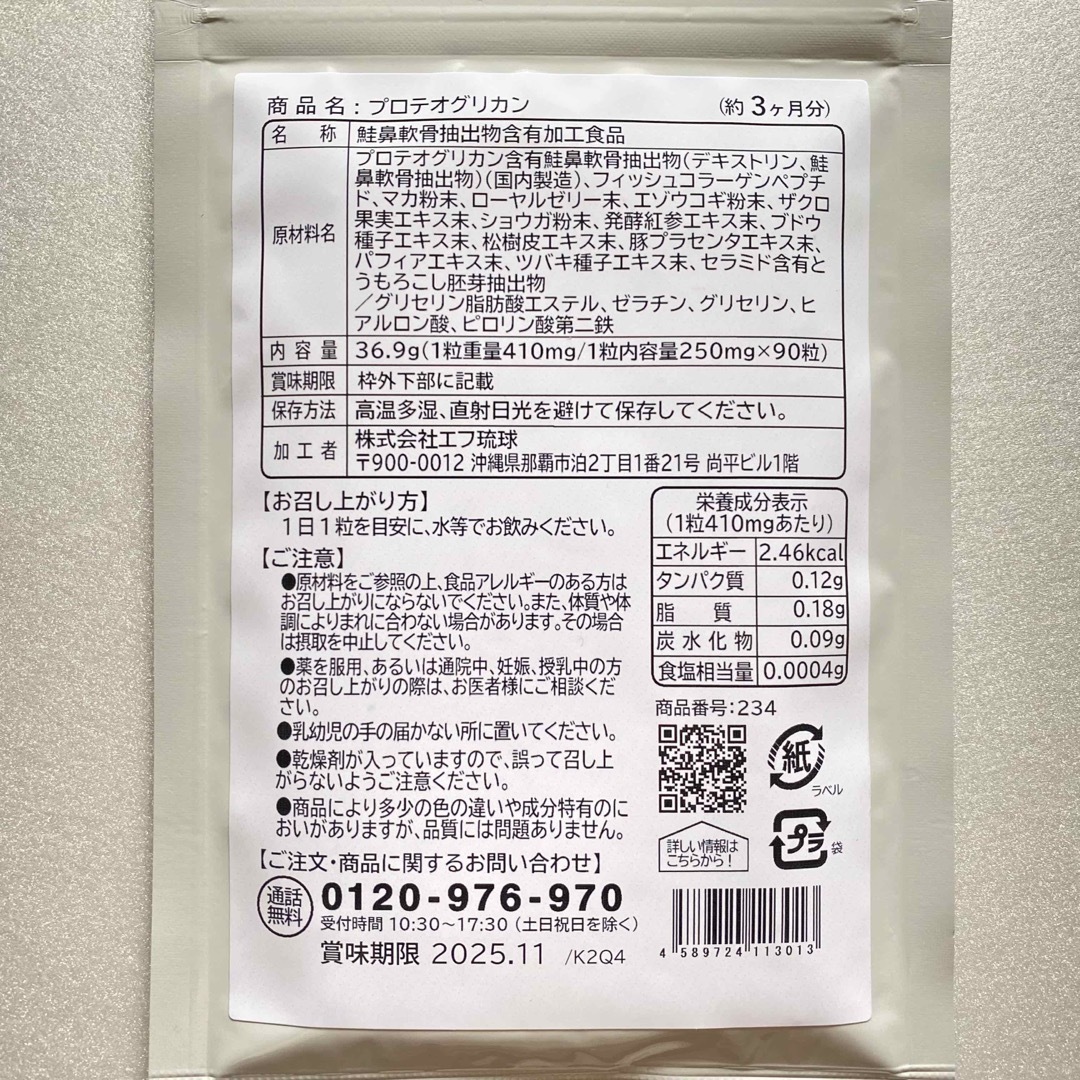 商品名：プロテオグリカン (約3ヶ月分)
名称 鮭鼻軟骨抽出物含有加工食品
原材料名
プロテオグリカン含有鮭鼻軟骨抽出物(デキストリン、鮭
鼻軟骨抽出物)(国内製造)、フィッシュコラーゲンペプチ
ド、マカ粉末、ローヤルゼリー末、エゾウコギ粉末、ザクロ
果実エキス末、ショウガ粉末、発酵紅参エキス末、ブドウ
種子エキス末、松樹皮エキス末、豚プラセンタエキス末、
パフィアエキス末、ツバキ種子エキス末、セラミド含有と
うもろこし胚芽抽出物
／グリセリン脂肪酸エステル、ゼラチン、グリセリン、ヒ
アルロン酸、ピロリン酸第二鉄
内容量 36.9g(1粒重量410mg/1粒内容量250mg×90粒)
賞味期限 枠外下部に記載
保存方法 高温多湿、直射日光を避けて保存してください。
加工者 株式会社エフ琉球
〒900-0012 沖縄県那覇市泊2丁目1番21号 尚平ビル1階
【お召し上がり方】
1日1粒を目安に、水等でお飲みください。
【ご注意】
●原材料をご参照の上、食品アレルギーのある方は
お召し上がりにならないでください。また、体質や体
調によりまれに合わない場合があります。その場合
は摂取を中止してください。
●薬を服用、あるいは通院中、妊娠、授乳中の方
のお召し上がりの際は、お医者様にご相談くだ
さい。
●乳幼児の手の届かない所に置いてください。
●乾燥剤が入っていますので、誤って召し上
がらないようご注意ください。
●商品により多少の色の違いや成分特有のに
おいがありますが、品質には問題ありません。
【ご注文・商品に関するお問い合わせ】
通話
無料
0120-976-970
受付時間 10:30～17:30 (土日祝日を除く)
賞味期限 2025.11 /K2Q4
栄養成分表示
(1粒410mgあたり)
エネルギー 2.46kcal
タンパク質 0.12g
脂質 0.18g
炭水化物 0.09g
食塩相当量 0.0004g
商品番号:234
紙
ラベル
プラ
袋
詳しい情報は
こちらから！
4 589724 113013